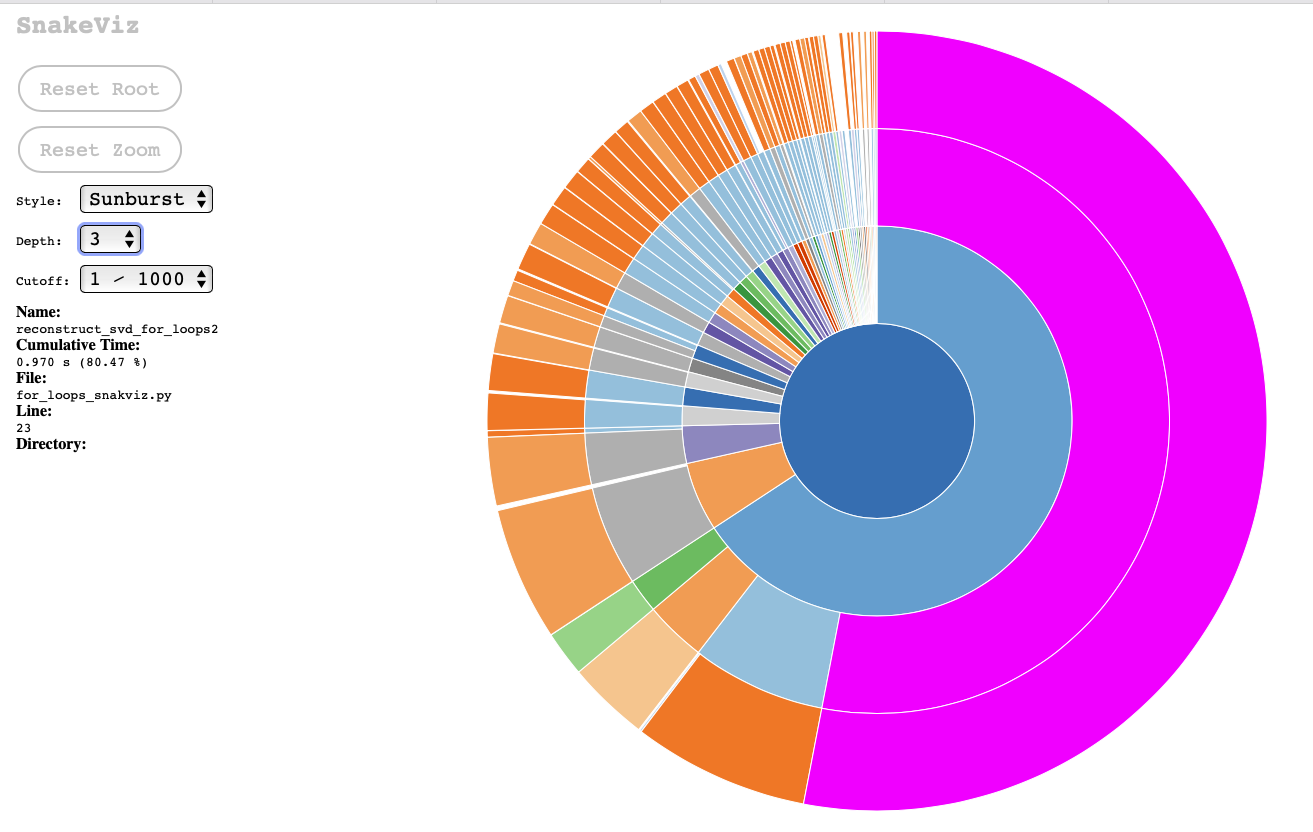 SnakeViz
Reset Root
Reset Zoom
Style: Sunburst
Depth: 3
Cutoff: 1 / 1000
Name:
reconstruct_svd_for_loops2
Cumulative Time:
0.970 s (80.47 %)
File:
for_loops_snakviz.py
Line:
23
Directory: